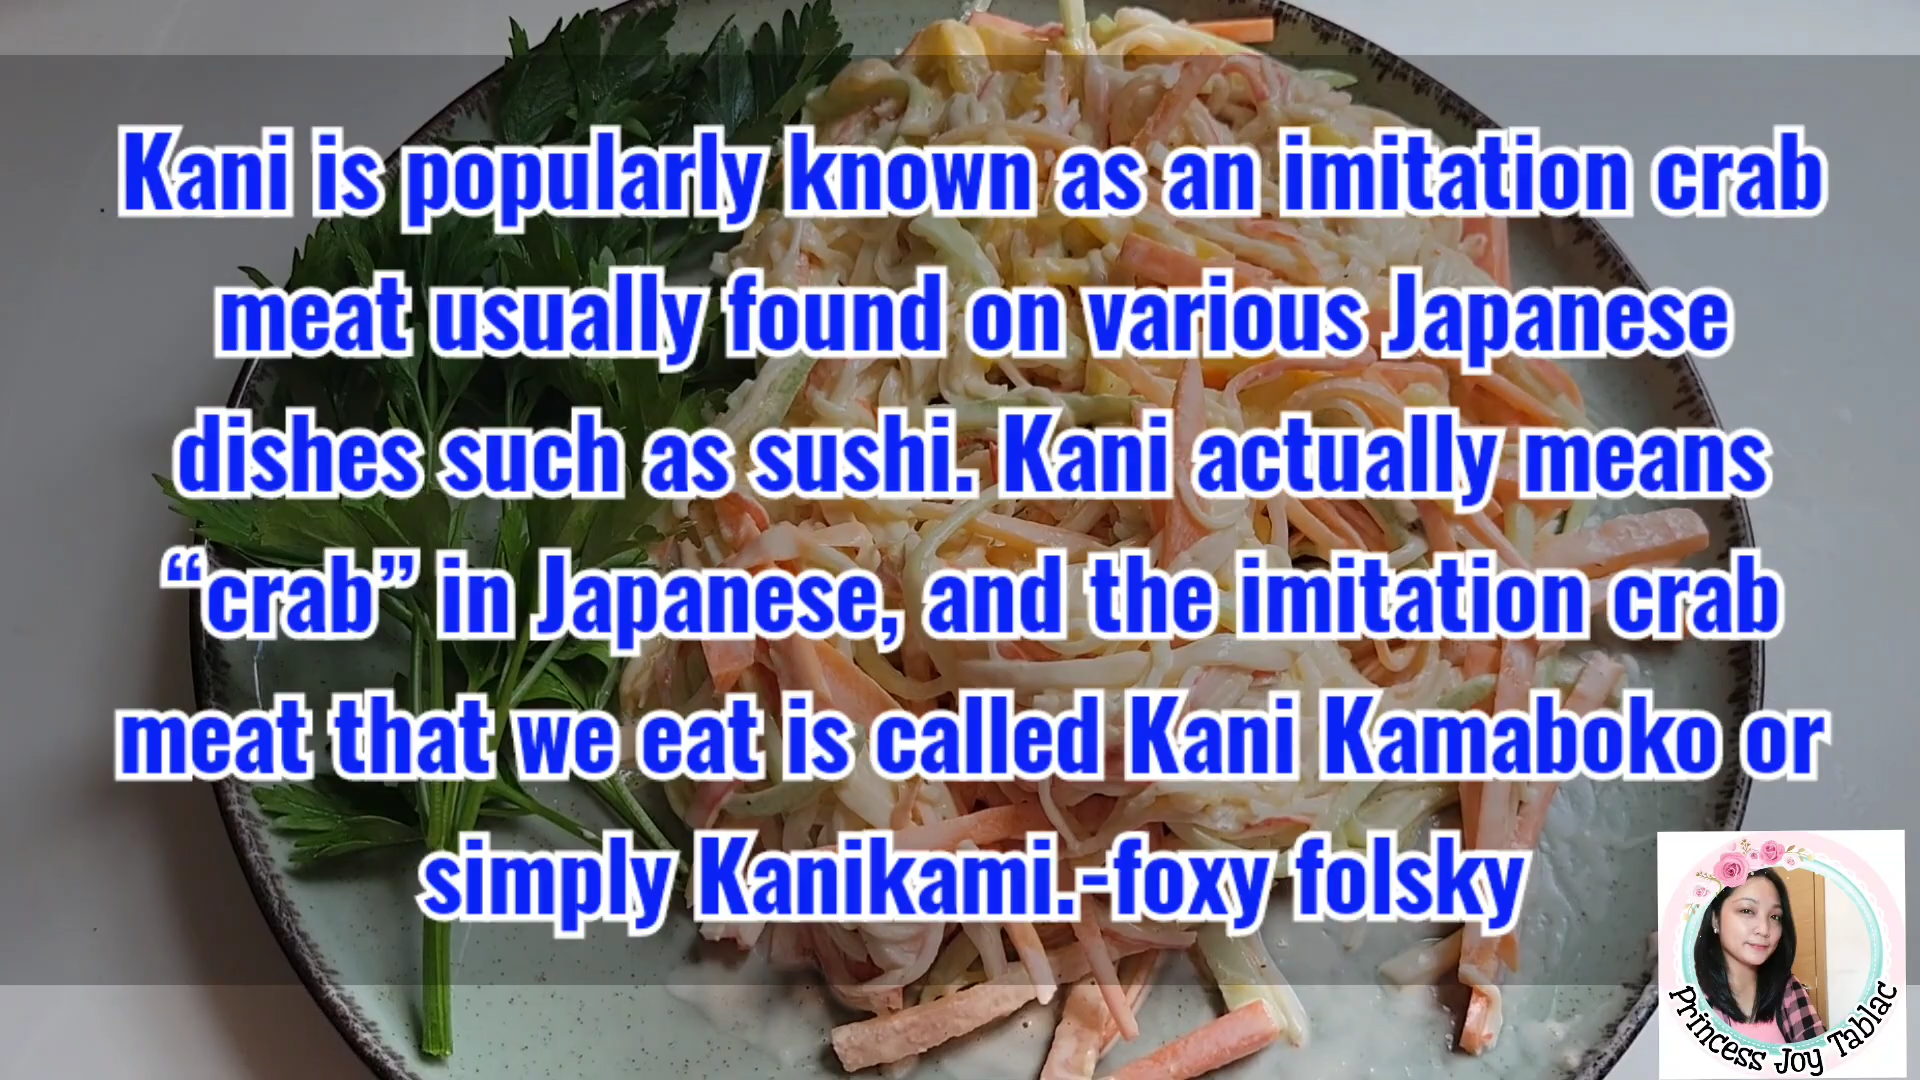 Kani is popularly known as an imitation crab
meat usually found on various Japanese
dishes such as sushi. Kani actually means
“crab” in Japanese, and the imitation crab
meat that we eat is called Kani Kamaboko or
simply Kanikami.-foxy folsky
Princess Joy Tablac